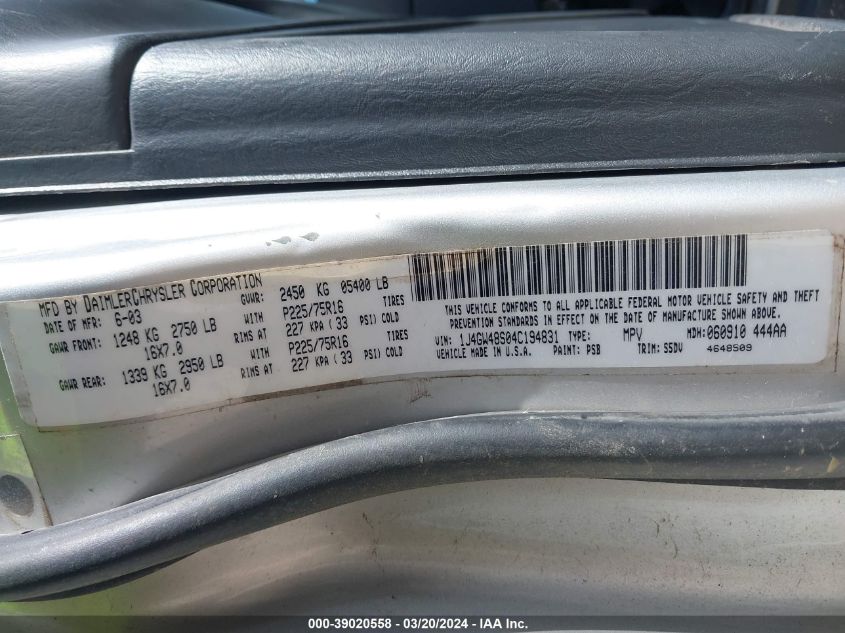 MFD BY DAIMLERCHRYSLER CORPORATION
DATE OF MFR: 6-03 GVWR: 2450 KG 05400 LB
GAWR FRONT: 1248 KG 2750 LB WITH P225/75R16 TIRES
16X7.0 RIMS AT 227 KPA (33 PSI) COLD
GAWR REAR: 1339 KG 2950 LB WITH P225/75R16 TIRES
16X7.0 RIMS AT 227 KPA (33 PSI) COLD
THIS VEHICLE CONFORMS TO ALL APPLICABLE FEDERAL MOTOR VEHICLE SAFETY AND THEFT
PREVENTION STANDARDS IN EFFECT ON THE DATE OF MANUFACTURE SHOWN ABOVE.
VIN: 1J4GW48S04C194831 TYPE: MPV MDH: 060910 444AA
VEHICLE MADE IN U.S.A. PAINT: PSB TRIM: S5DV 4648S09
000-39020558 - 03/20/2024 - IAA Inc.